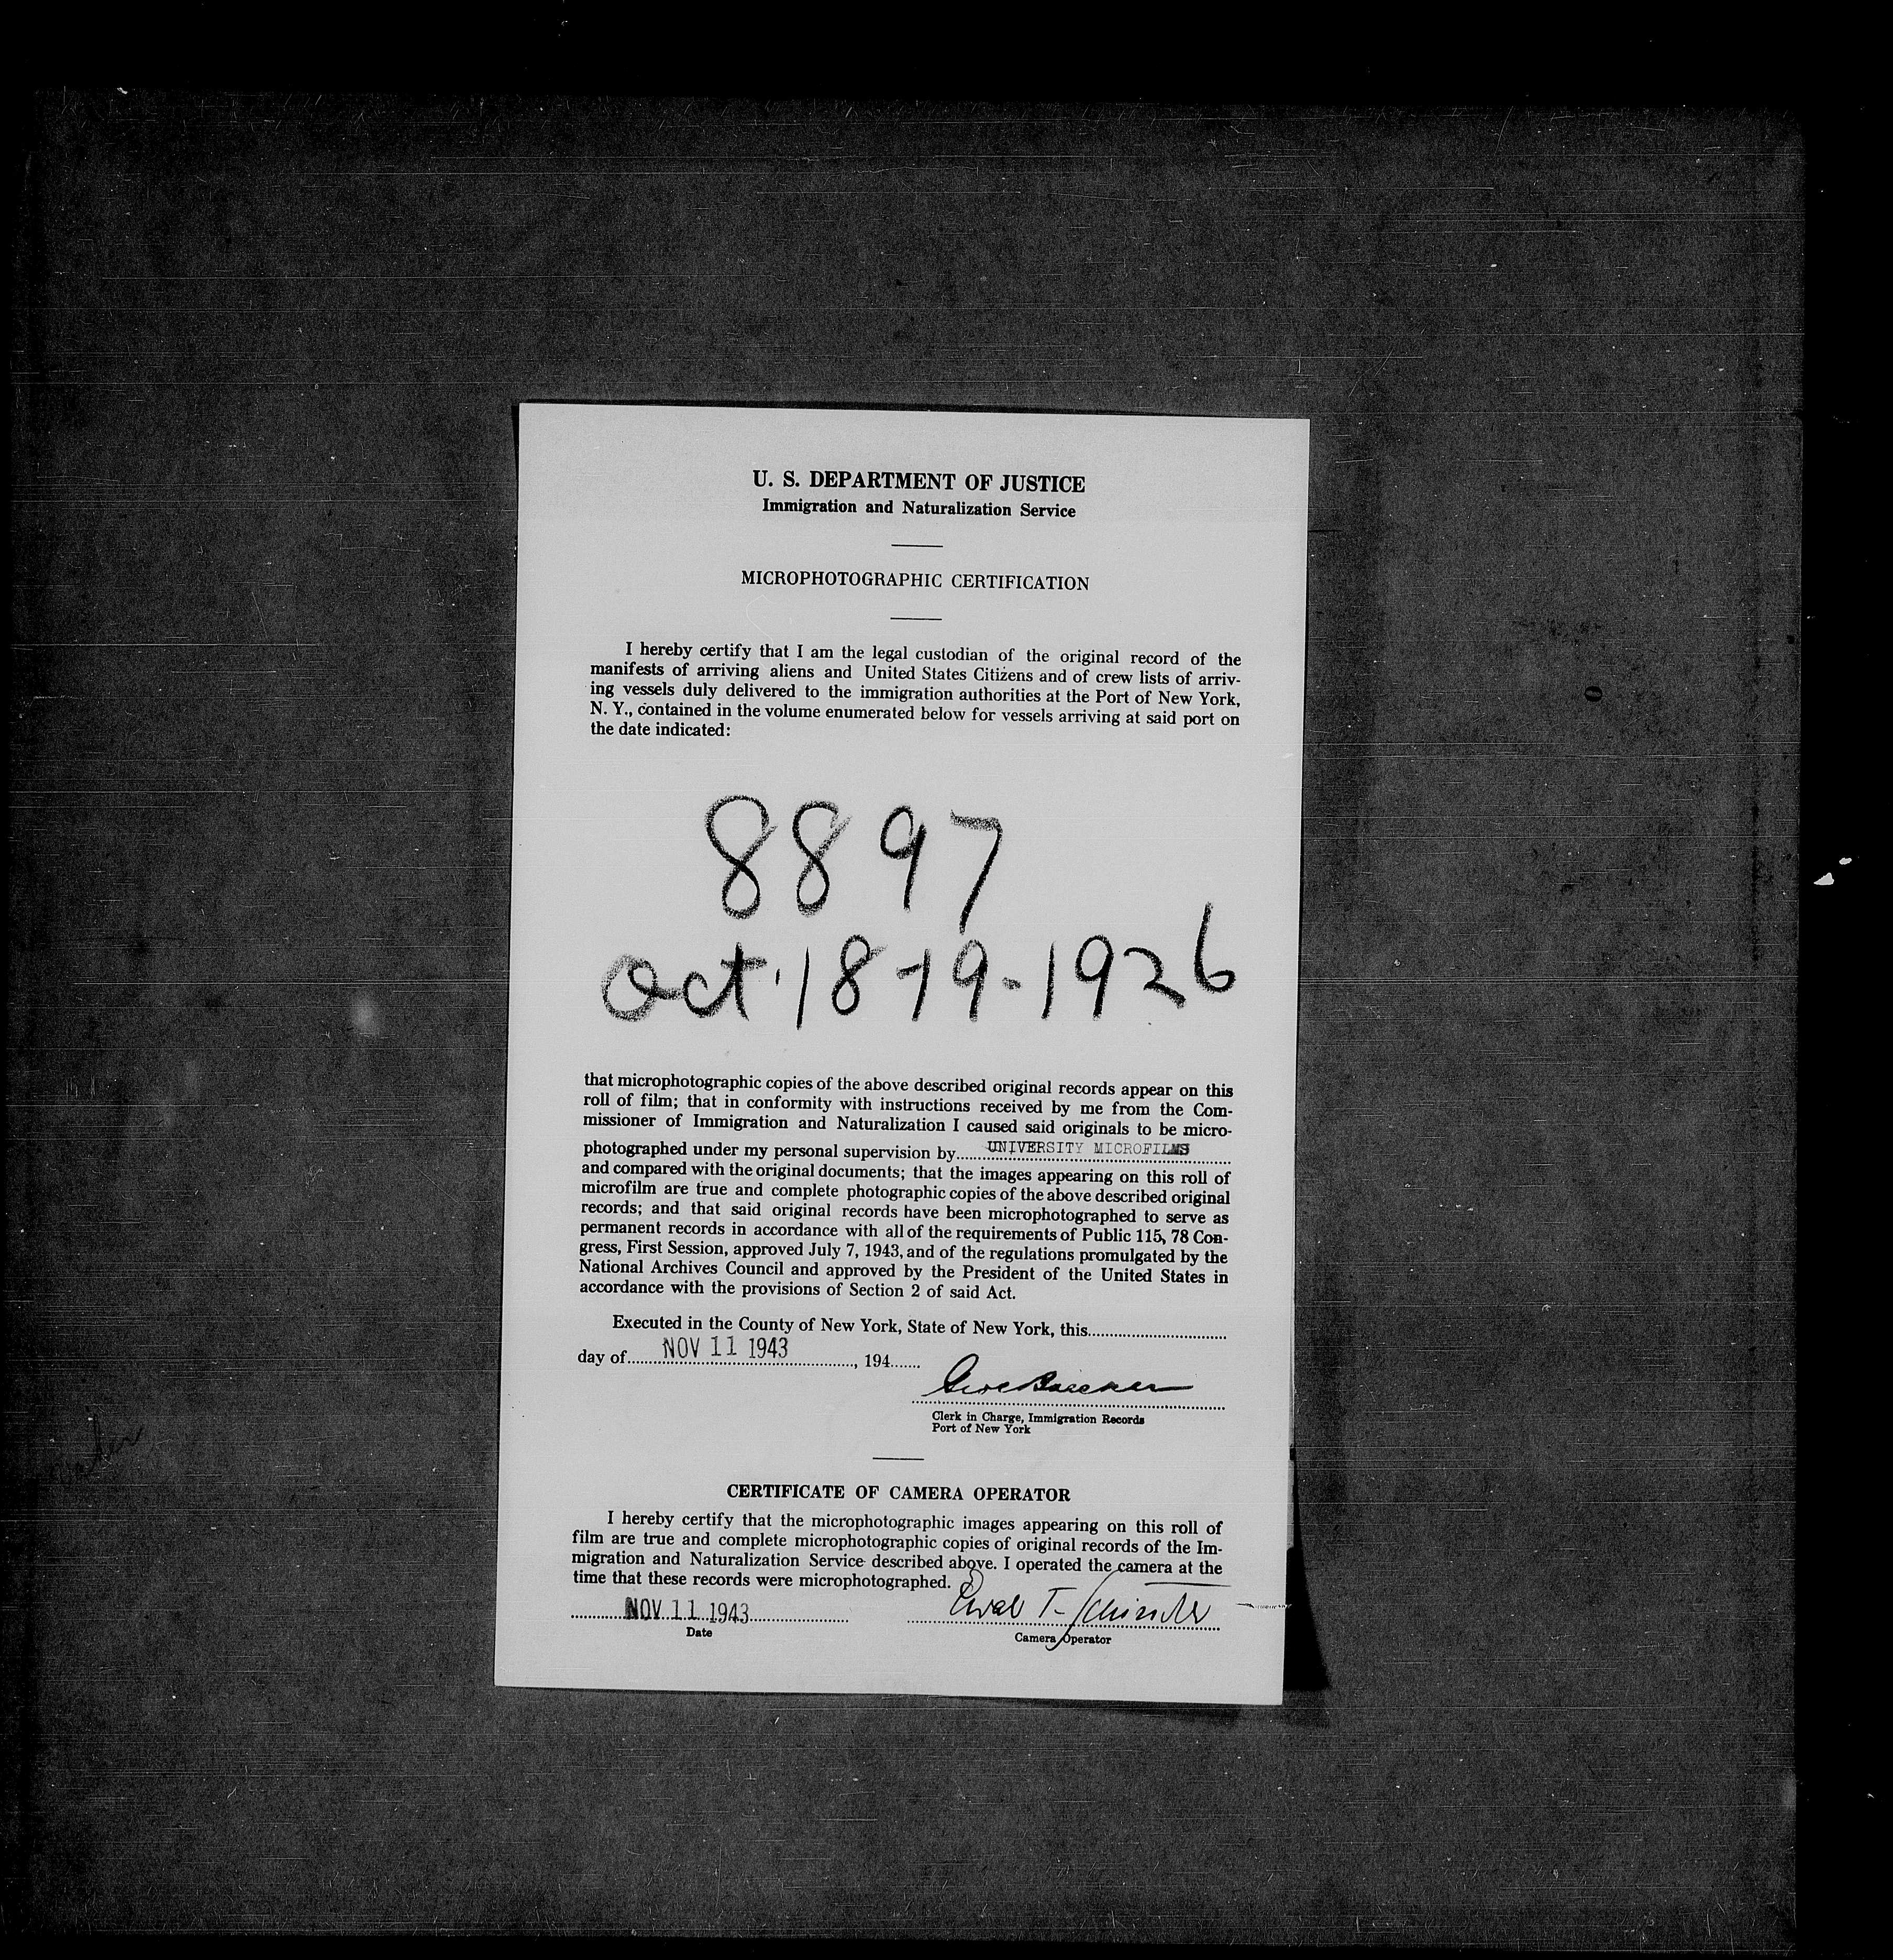 U. S. DEPARTMENT OF JUSTICE
Immigration and Naturalization Service
MICROPHOTOGRAPHIC CERTIFICATION
I hereby certify that I am the legal custodian of the original record of the
manifests of arriving aliens and United States Citizens and of crew lists of arriv-
ing vessels duly delivered to the immigration authorities at the Port of New York,
N. Y., contained in the volume enumerated below for vessels arriving at said port on
the date indicated:
8897
Oct. 18-19-1926
that microphotographic copies of the above described original records appear on this
roll of film; that in conformity with instructions received by me from the Com-
missioner of Immigration and Naturalization I caused said originals to be micro-
photographed under my personal supervision by UNIVERSITY MICROFILMS
and compared with the original documents; that the images appearing on this roll of
microfilm are true and complete photographic copies of the above described original
records; and that said original records have been microphotographed to serve as
permanent records in accordance with all of the requirements of Public 115, 78 Con-
gress, First Session, approved July 7, 1943, and of the regulations promulgated by the
National Archives Council and approved by the President of the United States in
accordance with the provisions of Section 2 of said Act.
Executed in the County of New York, State of New York, this
day of NOV 11 1943, 194
Clerk in Charge, Immigration Records
Port of New York
CERTIFICATE OF CAMERA OPERATOR
I hereby certify that the microphotographic images appearing on this roll of
film are true and complete microphotographic copies of original records of the Im-
migration and Naturalization Service described above. I operated the camera at the
time that these records were microphotographed.
NOV 11 1943
Date
Camera Operator